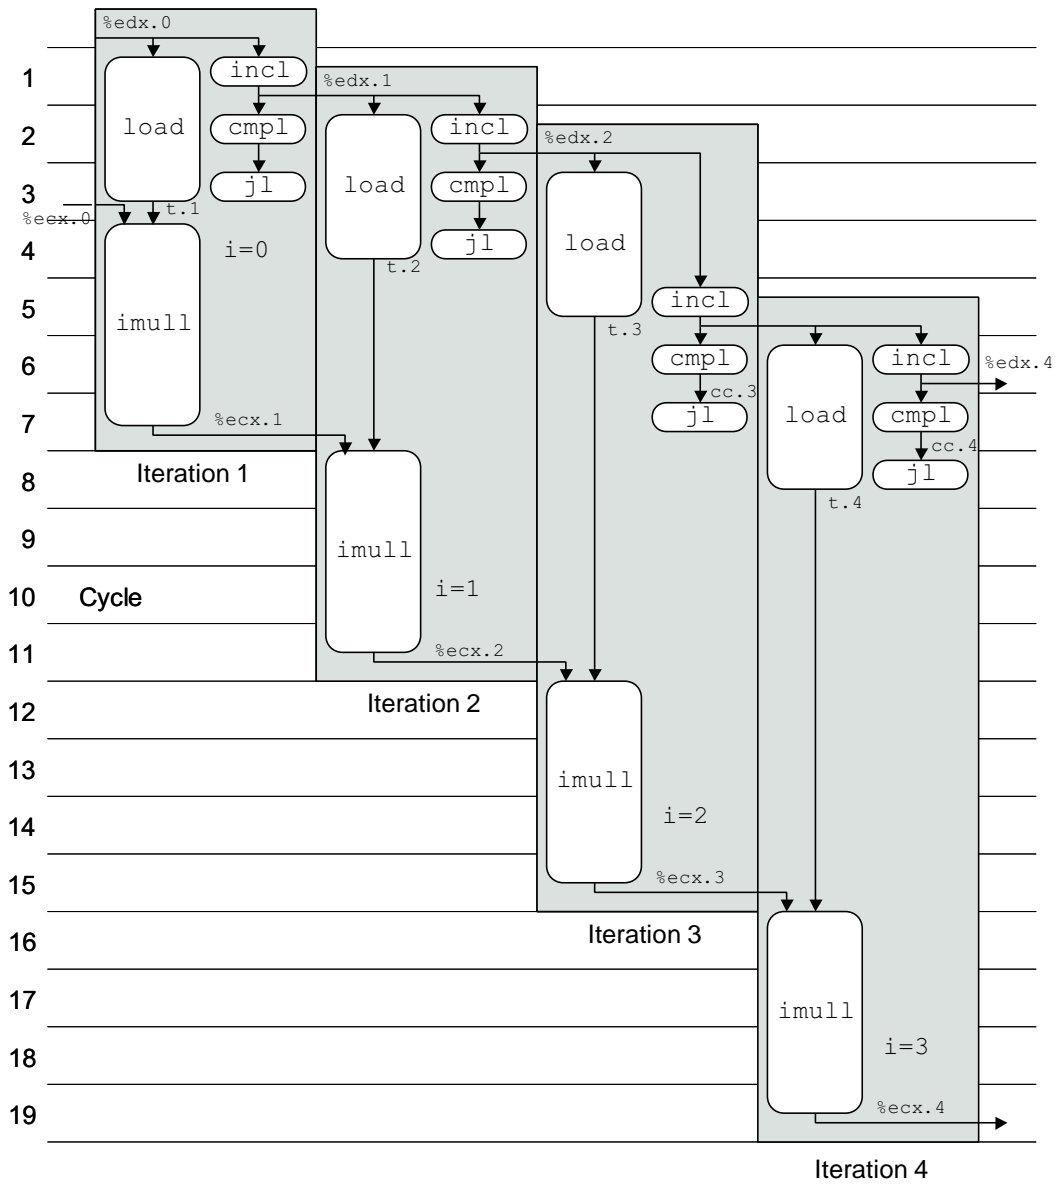 %edx.0
1
incl
%edx.1
load
2
cmpl
incl
%edx.2
load
3
jl
cmpl
load
t.1
%ecx.0
4
i=0
jl
t.2
5
imull
incl
t.3
6
cmpl
incl
%edx.4
cc.3
7
%ecx.1
jl
load
cmpl
cc.4
Iteration 1
8
jl
t.4
9
imull
10
Cycle
i=1
11
%ecx.2
Iteration 2
12
13
imull
14
i=2
15
%ecx.3
Iteration 3
16
17
imull
18
i=3
19
%ecx.4
Iteration 4